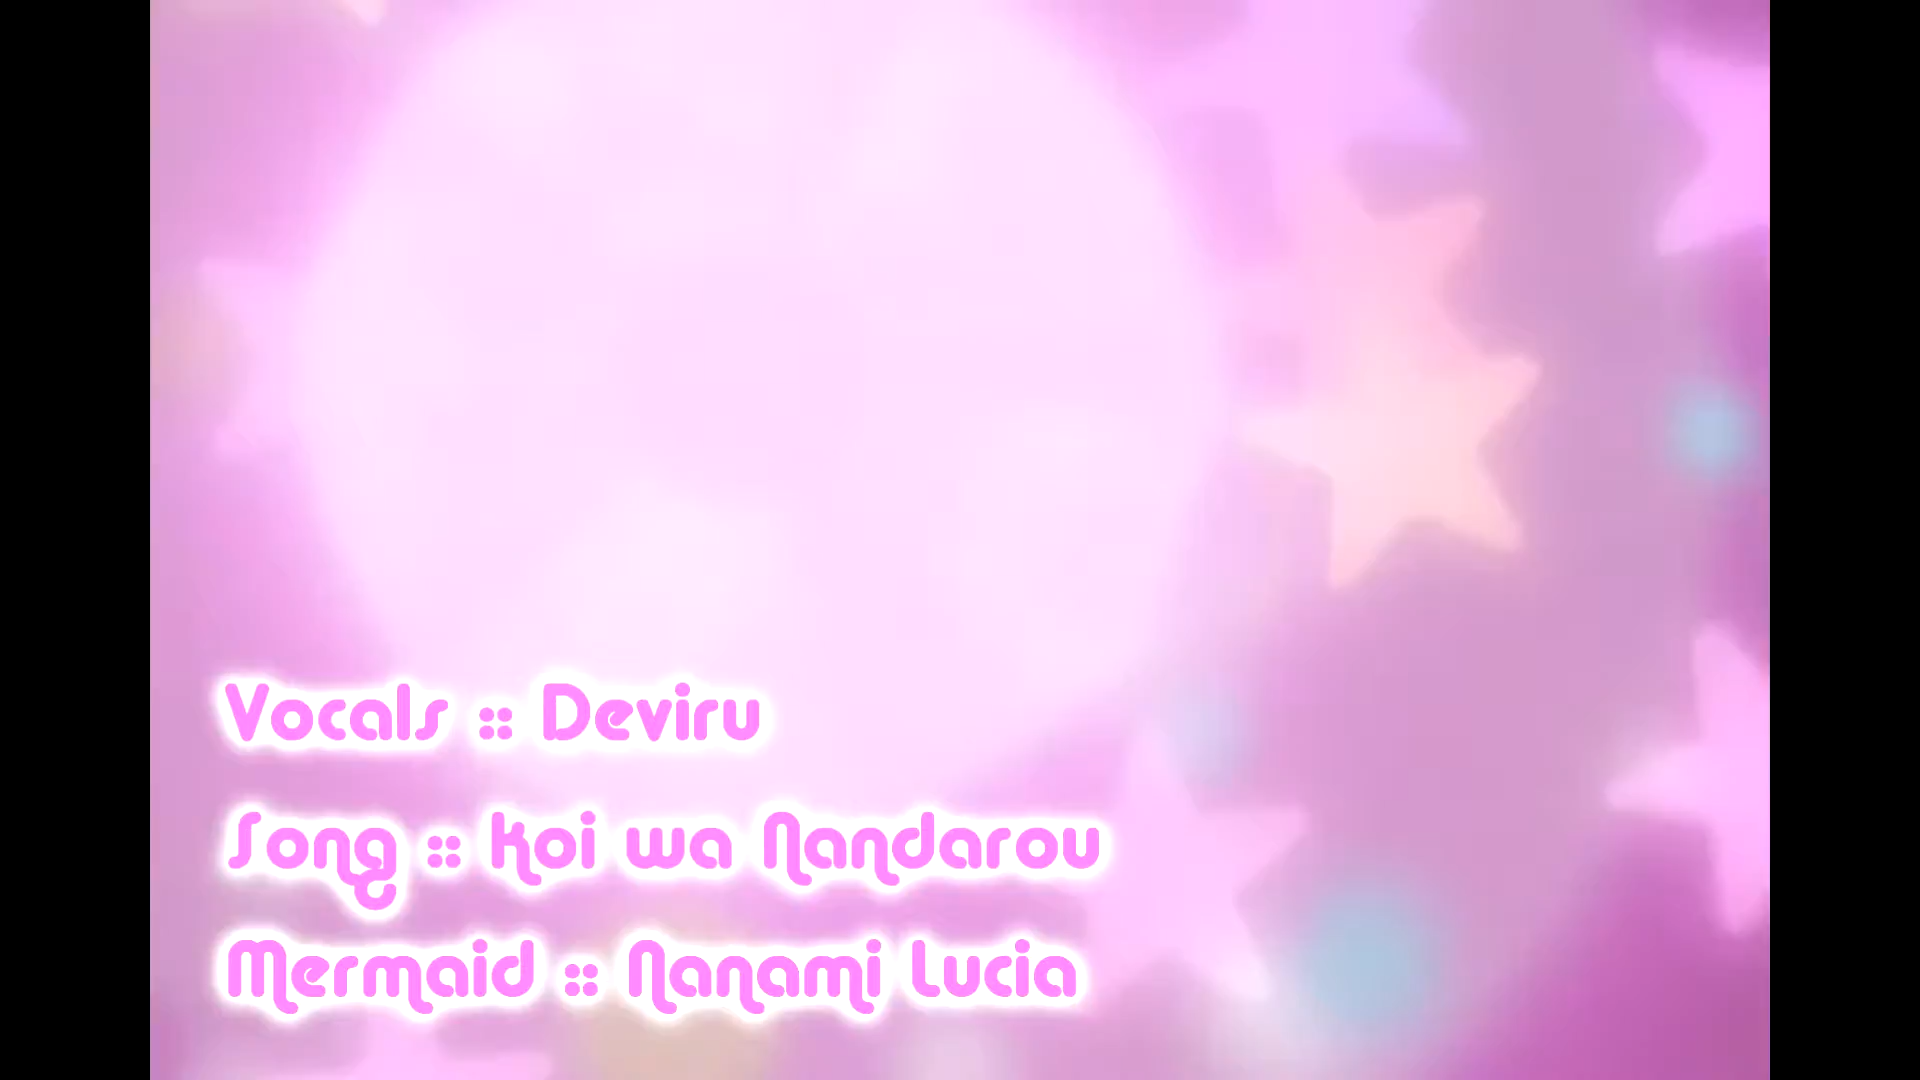 Vocals :: Deviru
Song :: Koi wa Nandarou
Mermaid :: Nanami Lucia